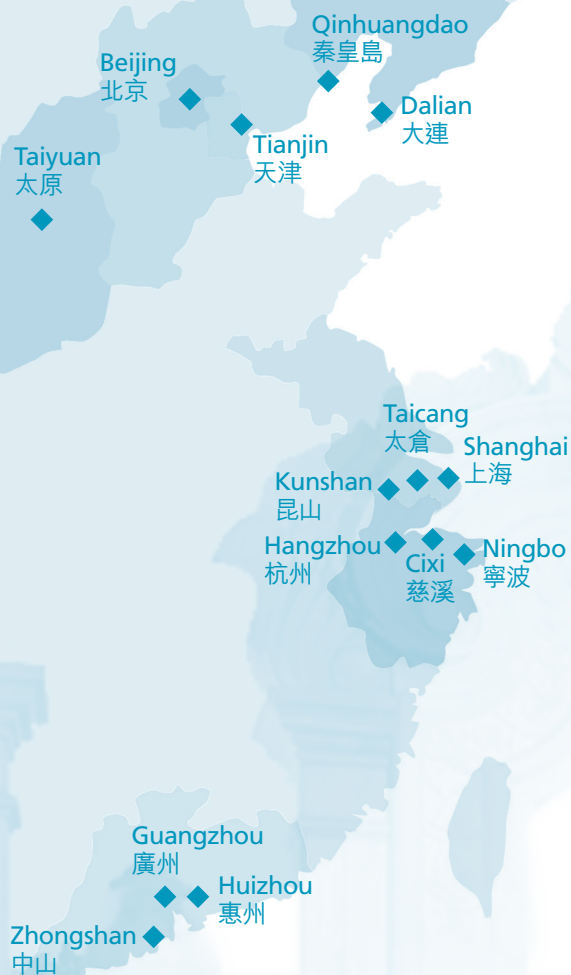 Qinhuangdao
秦皇島
Beijing
北京
Dalian
大連
Tianjin
天津
Taiyuan
太原
Taicang
太倉
Shanghai
上海
Kunshan
昆山
Hangzhou
杭州
Cixi
慈溪
Ningbo
寧波
Guangzhou
廣州
Huizhou
惠州
Zhongshan
中山